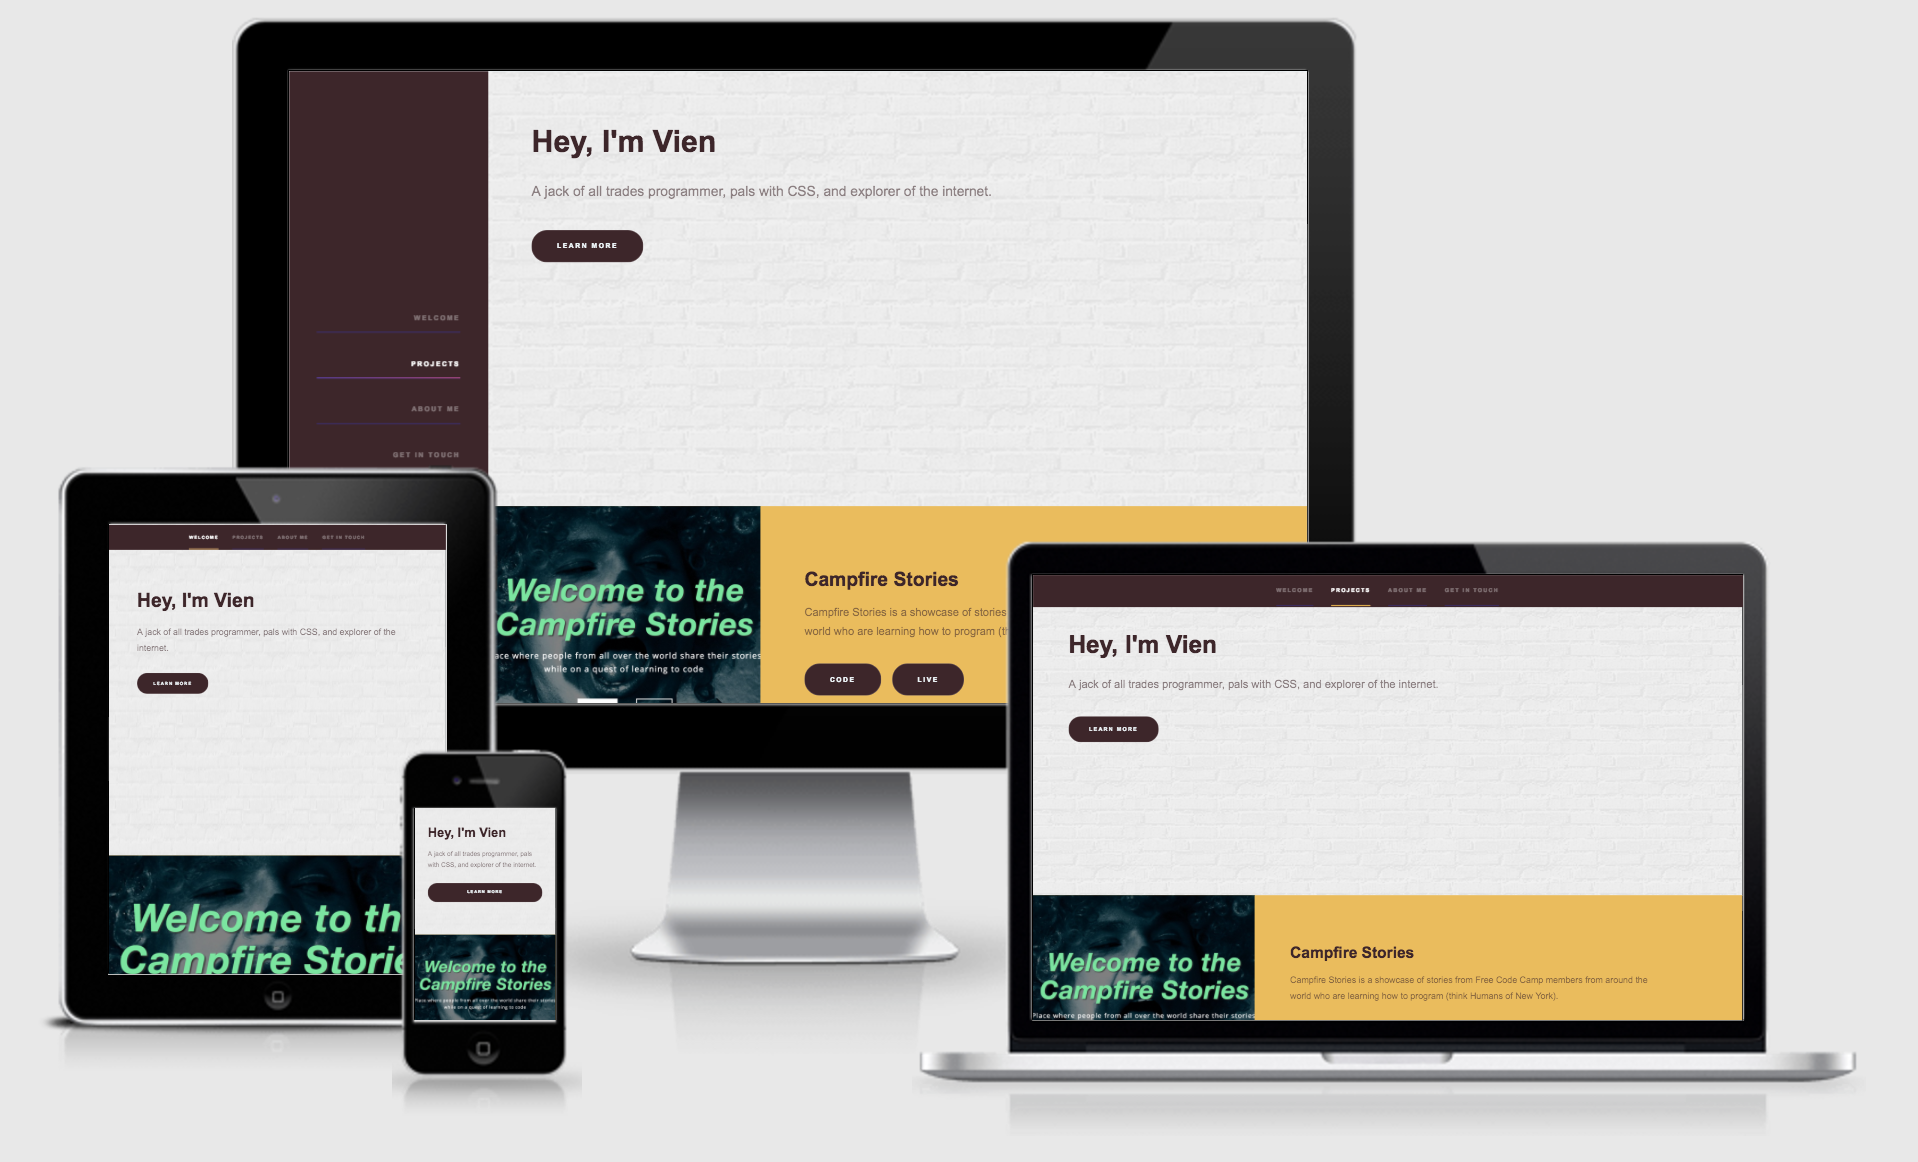 Hey, I'm Vien
A jack of all trades programmer, pals with CSS, and explorer of the internet.
LEARN MORE
WELCOME
PROJECTS
ABOUT ME
GET IN TOUCH
Welcome to the
Campfire Stories
ace where people from all over the world share their stories
while on a quest of learning to code
Campfire Stories
Campfire Stories is a showcase of stories
world who are learning how to program (th
CODE LIVE
WELCOME PROJECTS ABOUT ME GET IN TOUCH
Hey, I'm Vien
A jack of all trades programmer, pals with CSS, and explorer of the
internet.
LEARN MORE
Welcome to th
Campfire Storie
Hey, I'm Vien
A jack of all trades programmer, pals
with CSS, and explorer of the internet.
LEARN MORE
Welcome to the
Campfire Stories
Place where people from all over the world share their stories
while on a quest of learning to code
WELCOME PROJECTS ABOUT ME GET IN TOUCH
Hey, I'm Vien
A jack of all trades programmer, pals with CSS, and explorer of the internet.
LEARN MORE
Welcome to the
Campfire Stories
Place where people from all over the world share their stories
Campfire Stories
Campfire Stories is a showcase of stories from Free Code Camp members from around the
world who are learning how to program (think Humans of New York).